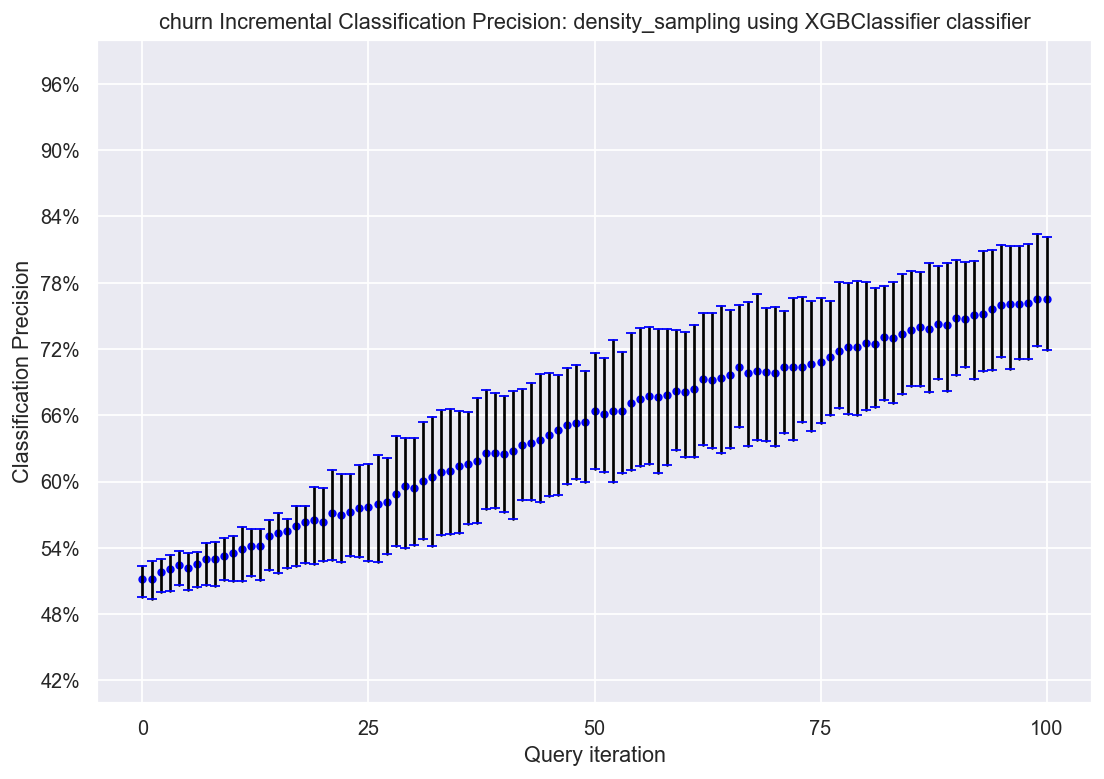 churn Incremental Classification Precision: density_sampling using XGBClassifier classifier
96%
90%
84%
78%
72%
66%
60%
54%
48%
42%
Classification Precision
0 25 50 75 100
Query iteration